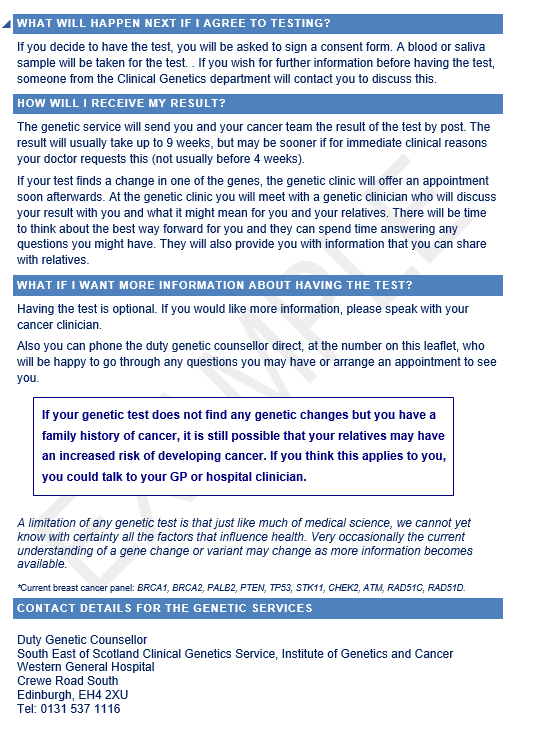 WHAT WILL HAPPEN NEXT IF I AGREE TO TESTING?
If you decide to have the test, you will be asked to sign a consent form. A blood or saliva
sample will be taken for the test. . If you wish for further information before having the test,
someone from the Clinical Genetics department will contact you to discuss this.
HOW WILL I RECEIVE MY RESULT?
The genetic service will send you and your cancer team the result of the test by post. The
result will usually take up to 9 weeks, but may be sooner if for immediate clinical reasons
your doctor requests this (not usually before 4 weeks).
If your test finds a change in one of the genes, the genetic clinic will offer an appointment
soon afterwards. At the genetic clinic you will meet with a genetic clinician who will discuss
your result with you and what it might mean for you and your relatives. There will be time
to think about the best way forward for you and they can spend time answering any
questions you might have. They will also provide you with information that you can share
with relatives.
WHAT IF I WANT MORE INFORMATION ABOUT HAVING THE TEST?
Having the test is optional. If you would like more information, please speak with your
cancer clinician.
Also you can phone the duty genetic counsellor direct, at the number on this leaflet, who
will be happy to go through any questions you may have or arrange an appointment to see
you.
If your genetic test does not find any genetic changes but you have a
family history of cancer, it is still possible that your relatives may have
an increased risk of developing cancer. If you think this applies to you,
you could talk to your GP or hospital clinician.
A limitation of any genetic test is that just like much of medical science, we cannot yet
know with certainty all the factors that influence health. Very occasionally the current
understanding of a gene change or variant may change as more information becomes
available.
*Current breast cancer panel: BRCA1, BRCA2, PALB2, PTEN, TP53, STK11, CHEK2, ATM, RAD51C, RAD51D.
CONTACT DETAILS FOR THE GENETIC SERVICES
Duty Genetic Counsellor
South East of Scotland Clinical Genetics Service, Institute of Genetics and Cancer
Western General Hospital
Crewe Road South
Edinburgh, EH4 2XU
Tel: 0131 537 1116
EXAMPLE